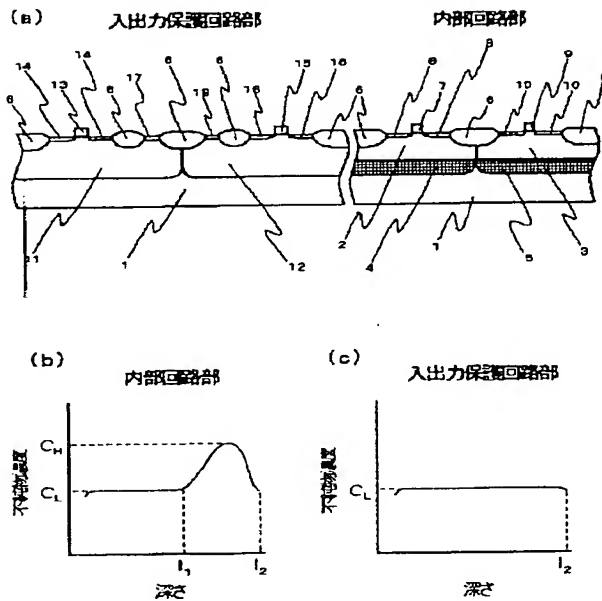 (a) 入出力保護回路部 内部回路部
14 14 17 6 6 15 8 9
6 13 6 19 16 16 6 6 7 6 10 10
11 1 12 2 4 1 5 3
(b) 内部回路部
(c) 入出力保護回路部
不純物濃度
C_H
C_L
l_1 l_2
深さ
不純物濃度
C_L
l_2
深さ